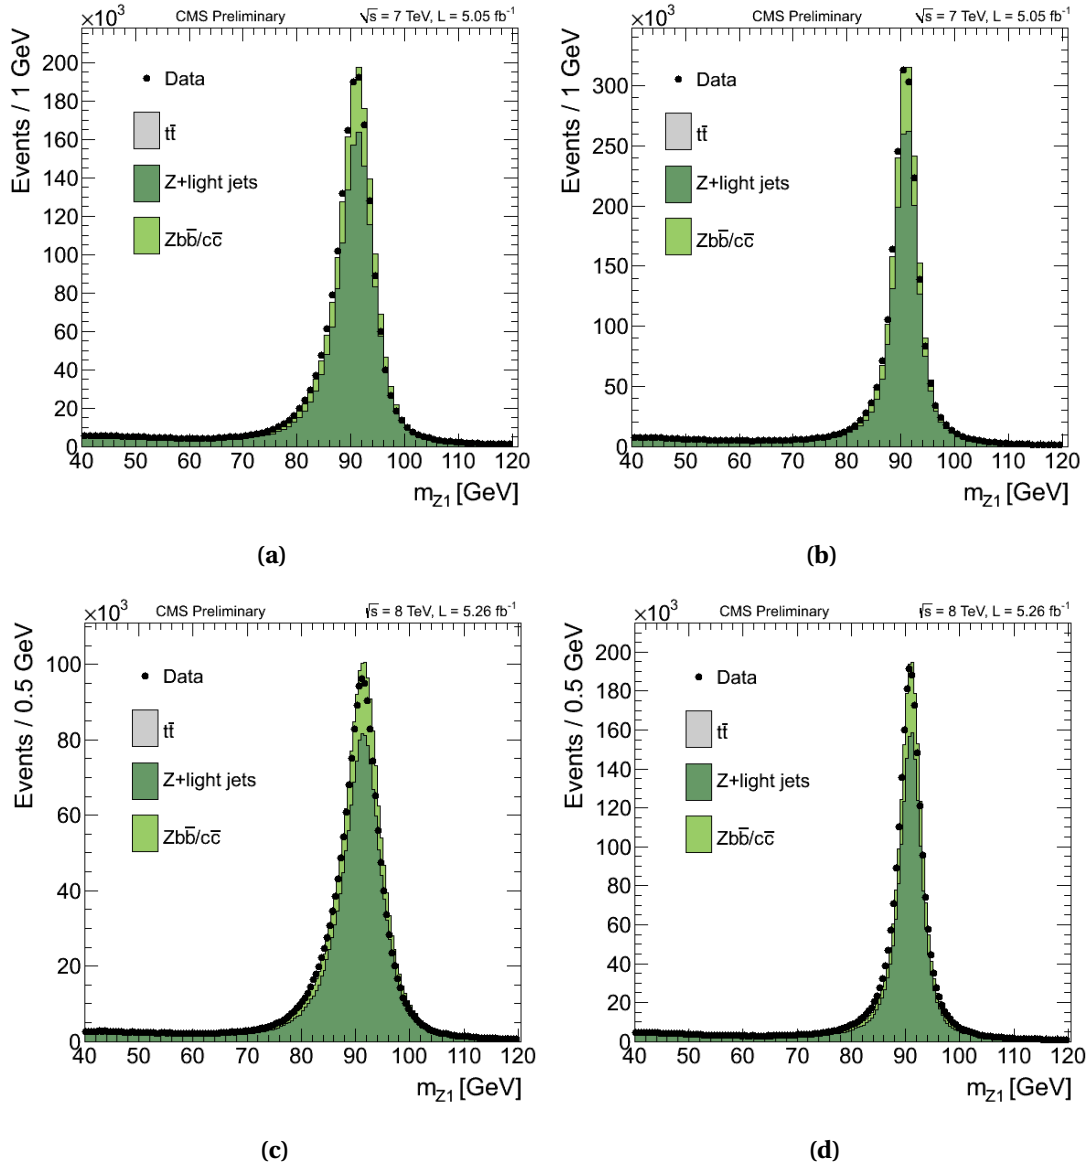 ×10³ CMS Preliminary √s = 7 TeV, L = 5.05 fb⁻¹
Events / 1 GeV
200
180
160
140
120
100
80
60
40
20
0
Data
tt̄
Z+light jets
Zbb̄/cc̄
40 50 60 70 80 90 100 110 120
m_Z1 [GeV]
(a)
×10³ CMS Preliminary √s = 7 TeV, L = 5.05 fb⁻¹
Events / 1 GeV
300
250
200
150
100
50
0
Data
tt̄
Z+light jets
Zbb̄/cc̄
40 50 60 70 80 90 100 110 120
m_Z1 [GeV]
(b)
×10³ CMS Preliminary √s = 8 TeV, L = 5.26 fb⁻¹
Events / 0.5 GeV
100
80
60
40
20
0
Data
tt̄
Z+light jets
Zbb̄/cc̄
40 50 60 70 80 90 100 110 120
m_Z1 [GeV]
(c)
×10³ CMS Preliminary √s = 8 TeV, L = 5.26 fb⁻¹
Events / 0.5 GeV
200
180
160
140
120
100
80
60
40
20
0
Data
tt̄
Z+light jets
Zbb̄/cc̄
40 50 60 70 80 90 100 110 120
m_Z1 [GeV]
(d)